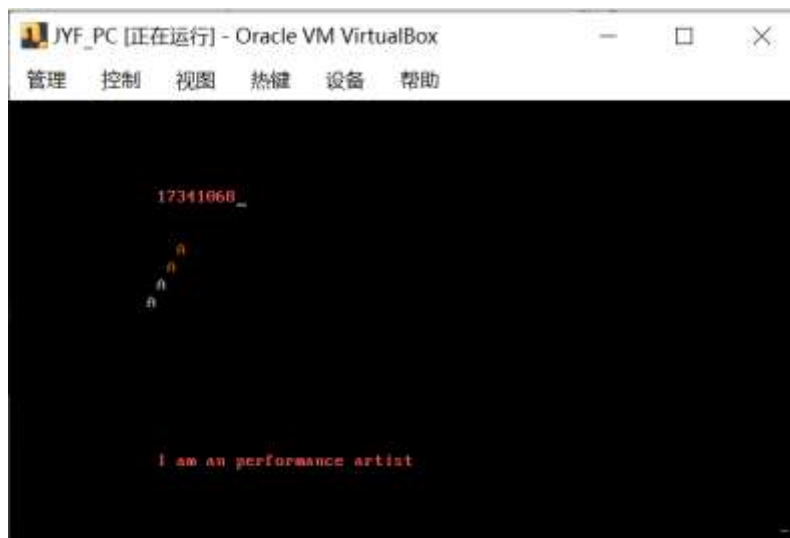 JYF_PC [正在运行] - Oracle VM VirtualBox
管理 控制 视图 热键 设备 帮助
17341068_
A
A
A
A
I am an performance artist